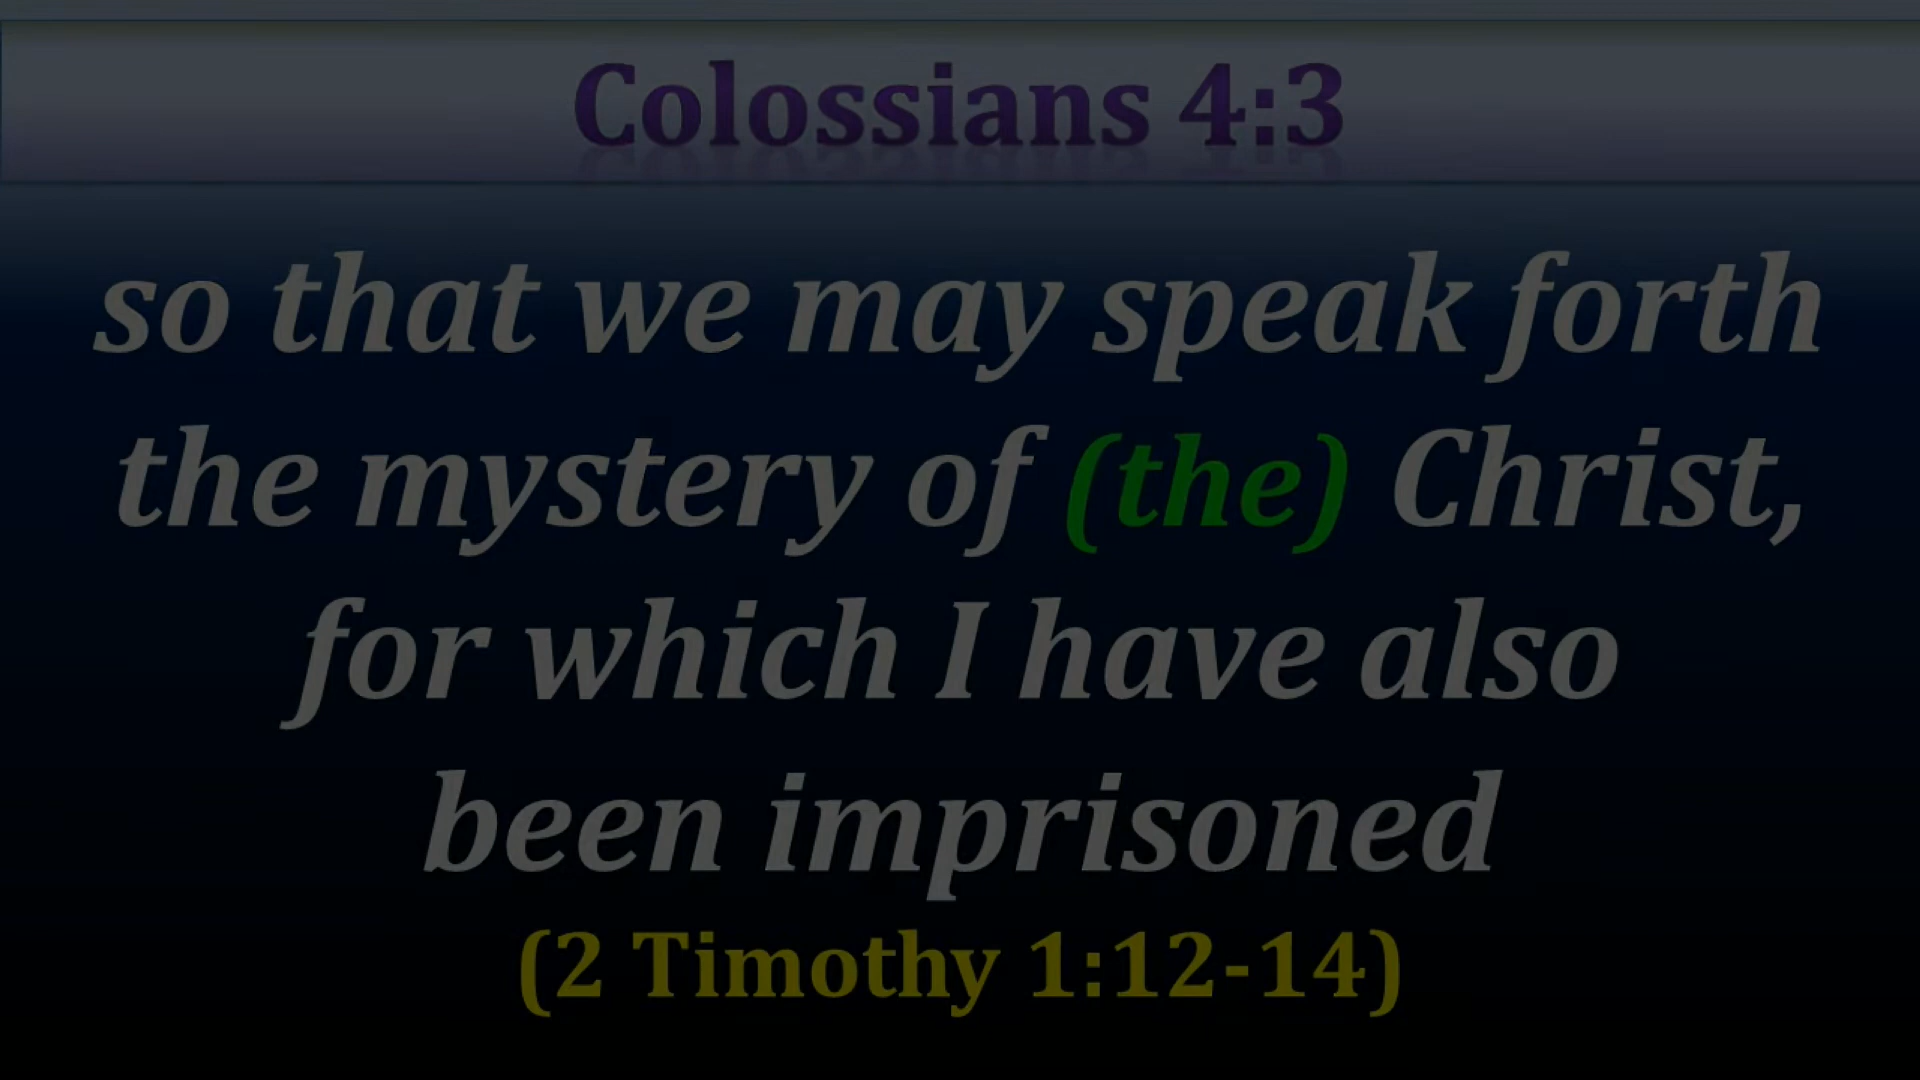 Colossians 4:3
so that we may speak forth
the mystery of (the) Christ,
for which I have also
been imprisoned
(2 Timothy 1:12-14)